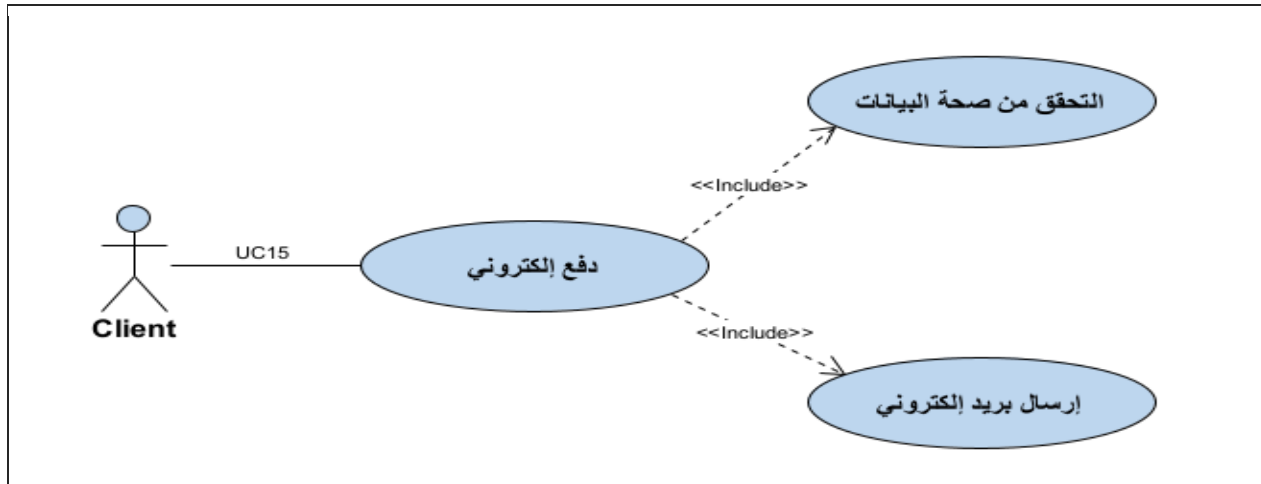 التحقق من صحة البيانات
<<Include>>
UC15
دفع إلكتروني
Client
<<Include>>
إرسال بريد إلكتروني